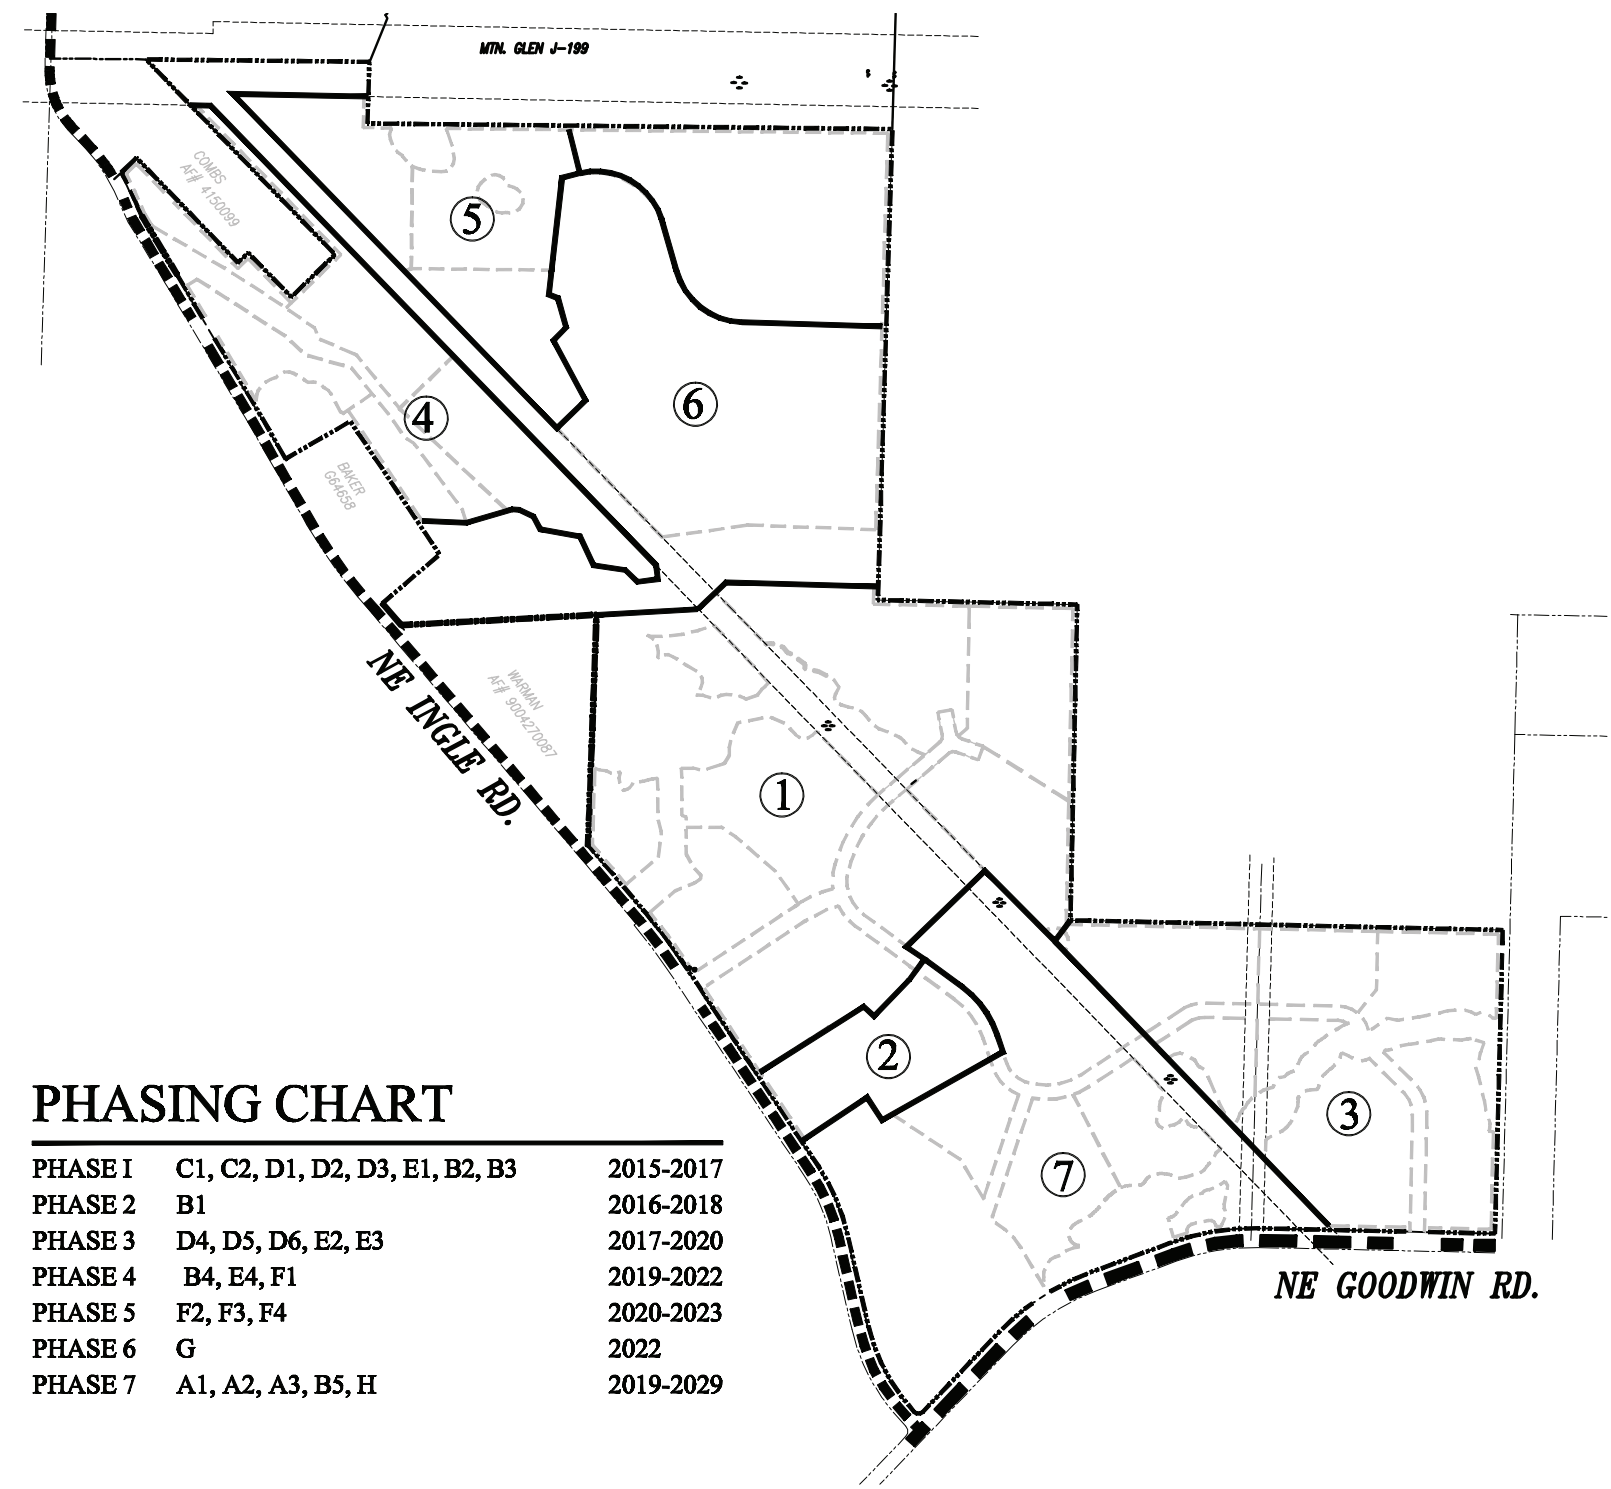 MTN. GLEN J-199
COMBS
AF# 4150099
5
6
4
BAKER
G64658
NE INGLE RD.
WARMAN
AF# 9004270087
1
2
3
7
NE GOODWIN RD.
PHASING CHART
PHASE I C1, C2, D1, D2, D3, E1, B2, B3 2015-2017
PHASE 2 B1 2016-2018
PHASE 3 D4, D5, D6, E2, E3 2017-2020
PHASE 4 B4, E4, F1 2019-2022
PHASE 5 F2, F3, F4 2020-2023
PHASE 6 G 2022
PHASE 7 A1, A2, A3, B5, H 2019-2029